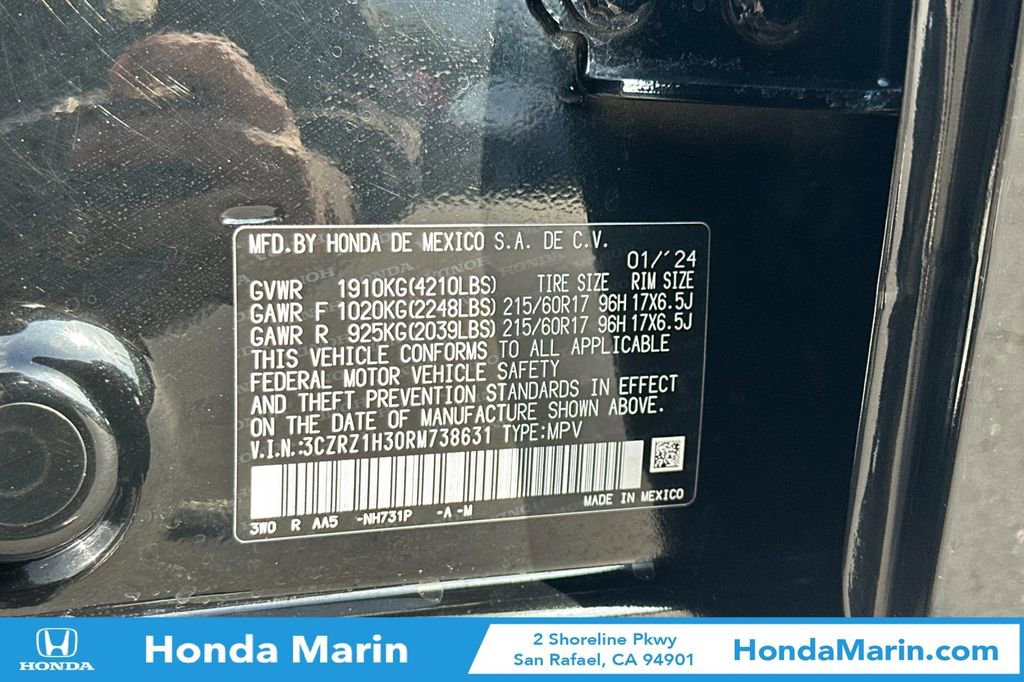 MFD.BY HONDA DE MEXICO S.A. DE C.V.
01/'24
GVWR 1910KG(4210LBS) TIRE SIZE RIM SIZE
GAWR F 1020KG(2248LBS) 215/60R17 96H 17X6.5J
GAWR R 925KG(2039LBS) 215/60R17 96H 17X6.5J
THIS VEHICLE CONFORMS TO ALL APPLICABLE
FEDERAL MOTOR VEHICLE SAFETY
AND THEFT PREVENTION STANDARDS IN EFFECT
ON THE DATE OF MANUFACTURE SHOWN ABOVE.
V.I.N.:3CZRZ1H30RM738631 TYPE:MPV
MADE IN MEXICO
3W0 R AA5 -NH731P -A -M
HONDA
Honda Marin
2 Shoreline Pkwy
San Rafael, CA 94901
HondaMarin.com